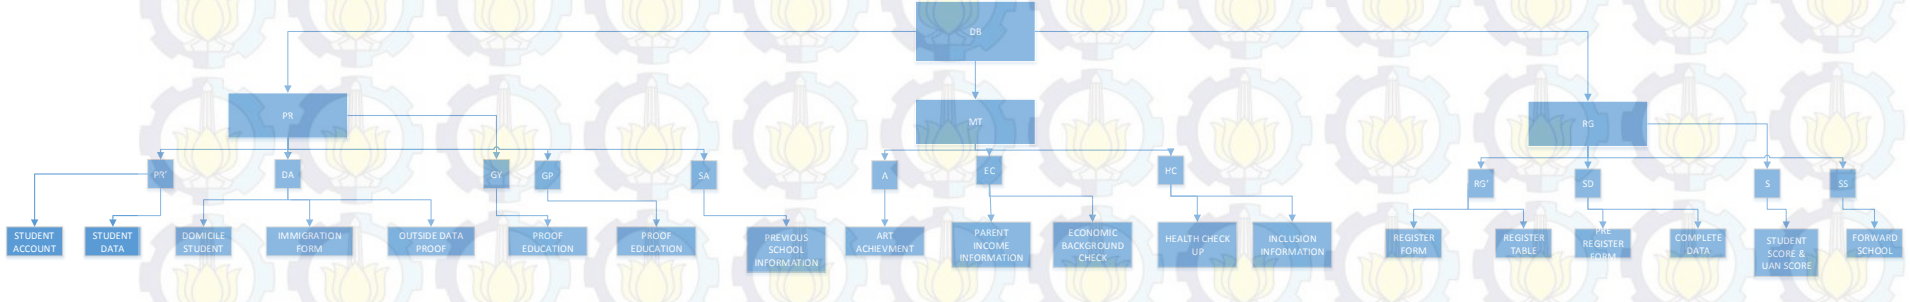 DB
PR
MT
RG
PR'
DA
GY
GP
SA
A
EC
HC
RG'
SD
S
SS
STUDENT
ACCOUNT
STUDENT
DATA
DOMICILE
STUDENT
IMMIGRATION
FORM
OUTSIDE DATA
PROOF
PROOF
EDUCATION
PROOF
EDUCATION
PREVIOUS
SCHOOL
INFORMATION
ART
ACHIEVMENT
PARENT
INCOME
INFORMATION
ECONOMIC
BACKGROUND
CHECK
HEALTH CHECK
UP
INCLUSION
INFORMATION
REGISTER
FORM
REGISTER
TABLE
PRE
REGISTER
FORM
COMPLETE
DATA
STUDENT
SCORE &
UAN SCORE
FORWARD
SCHOOL